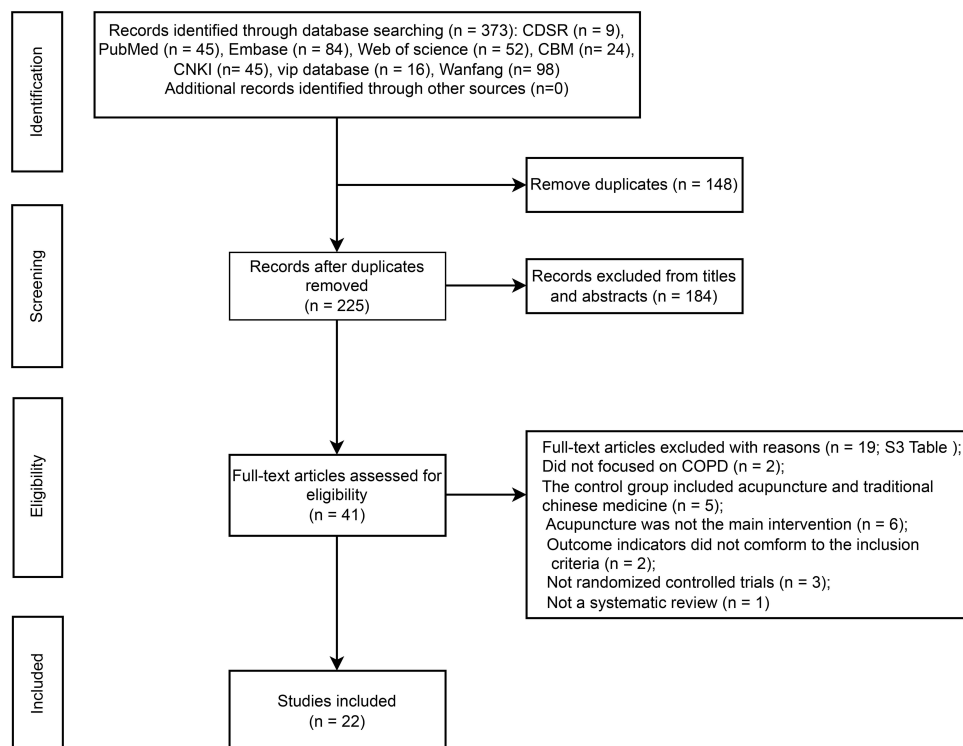 Identification
Records identified through database searching (n = 373): CDSR (n = 9),
PubMed (n = 45), Embase (n = 84), Web of science (n = 52), CBM (n= 24),
CNKI (n= 45), vip database (n = 16), Wanfang (n= 98)
Additional records identified through other sources (n=0)
Remove duplicates (n = 148)
Screening
Records after duplicates
removed
(n = 225)
Records excluded from titles
and abstracts (n = 184)
Eligibility
Full-text articles assessed for
eligibility
(n = 41)
Full-text articles excluded with reasons (n = 19; S3 Table );
Did not focused on COPD (n = 2);
The control group included acupuncture and traditional
chinese medicine (n = 5);
Acupuncture was not the main intervention (n = 6);
Outcome indicators did not comform to the inclusion
criteria (n = 2);
Not randomized controlled trials (n = 3);
Not a systematic review (n = 1)
Included
Studies included
(n = 22)